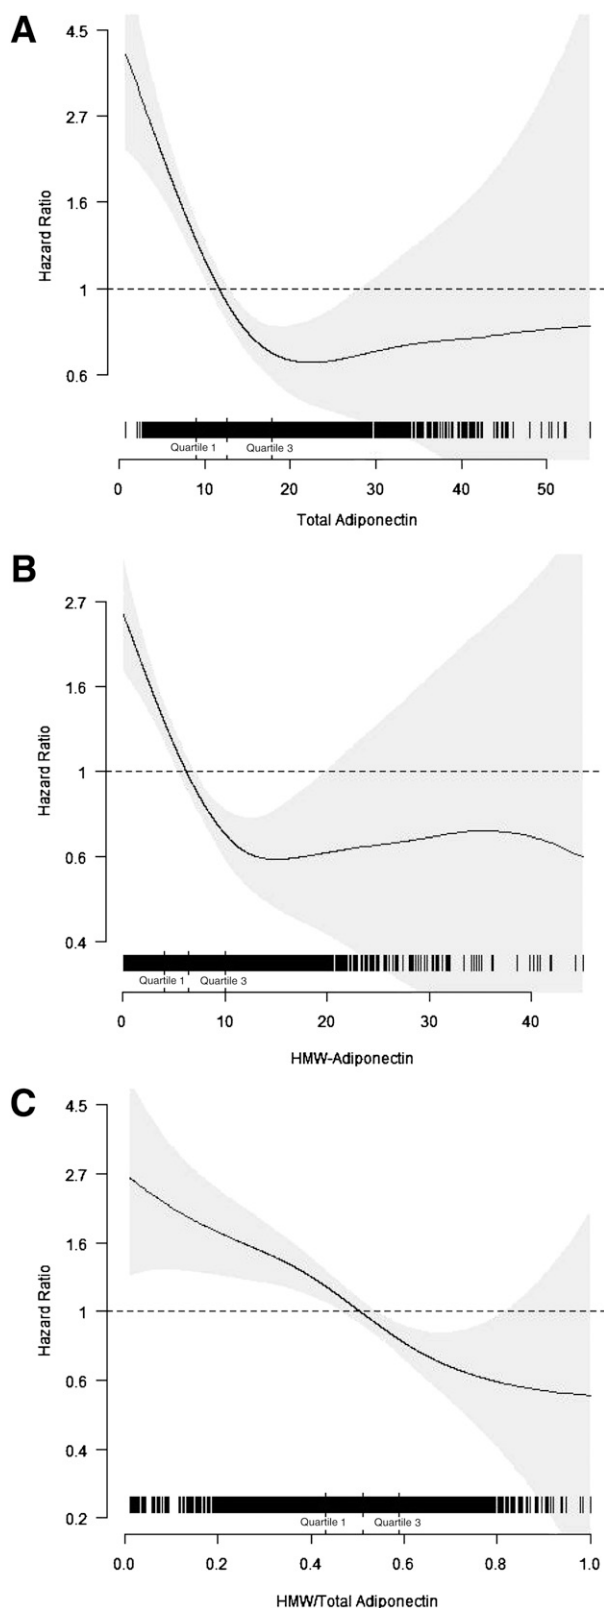 A
4.5
2.7
1.6
1
0.6
Hazard Ratio
Quartile 1
Quartile 3
0 10 20 30 40 50
Total Adiponectin
B
2.7
1.6
1
0.6
0.4
Hazard Ratio
Quartile 1
Quartile 3
0 10 20 30 40
HMW-Adiponectin
C
4.5
2.7
1.6
1
0.6
0.4
0.2
Hazard Ratio
Quartile 1
Quartile 3
0.0 0.2 0.4 0.6 0.8 1.0
HMW/Total Adiponectin